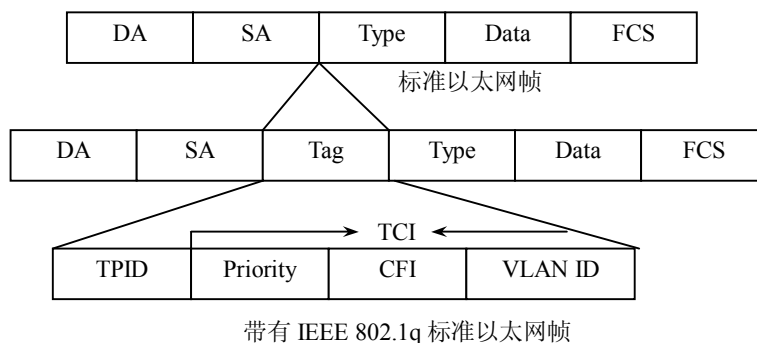 DA SA Type Data FCS
标准以太网帧
DA SA Tag Type Data FCS
TCI
TPID Priority CFI VLAN ID
带有 IEEE 802.1q 标准以太网帧